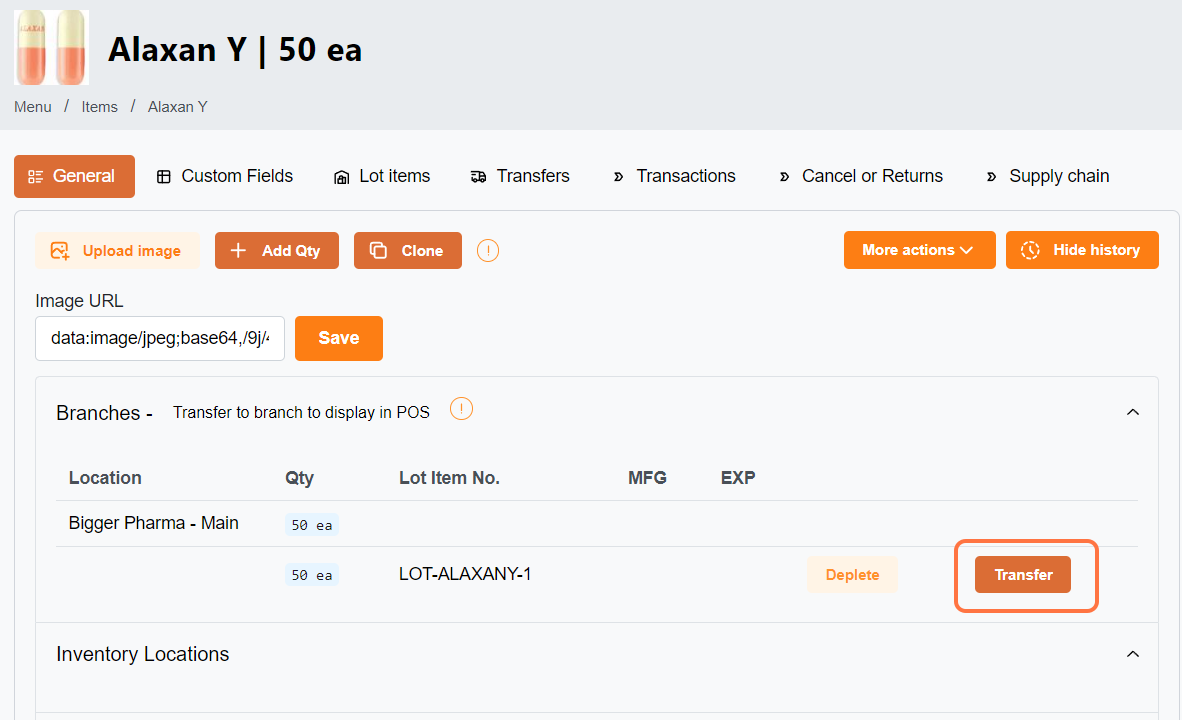 ALAXAN
Alaxan Y | 50 ea
Menu / Items / Alaxan Y
General Custom Fields Lot items Transfers Transactions Cancel or Returns Supply chain
Upload image Add Qty Clone ! More actions Hide history
Image URL
data:image/jpeg;base64,/9j/4 Save
Branches - Transfer to branch to display in POS !
Location Qty Lot Item No. MFG EXP
Bigger Pharma - Main 50 ea
50 ea LOT-ALAXANY-1 Deplete Transfer
Inventory Locations